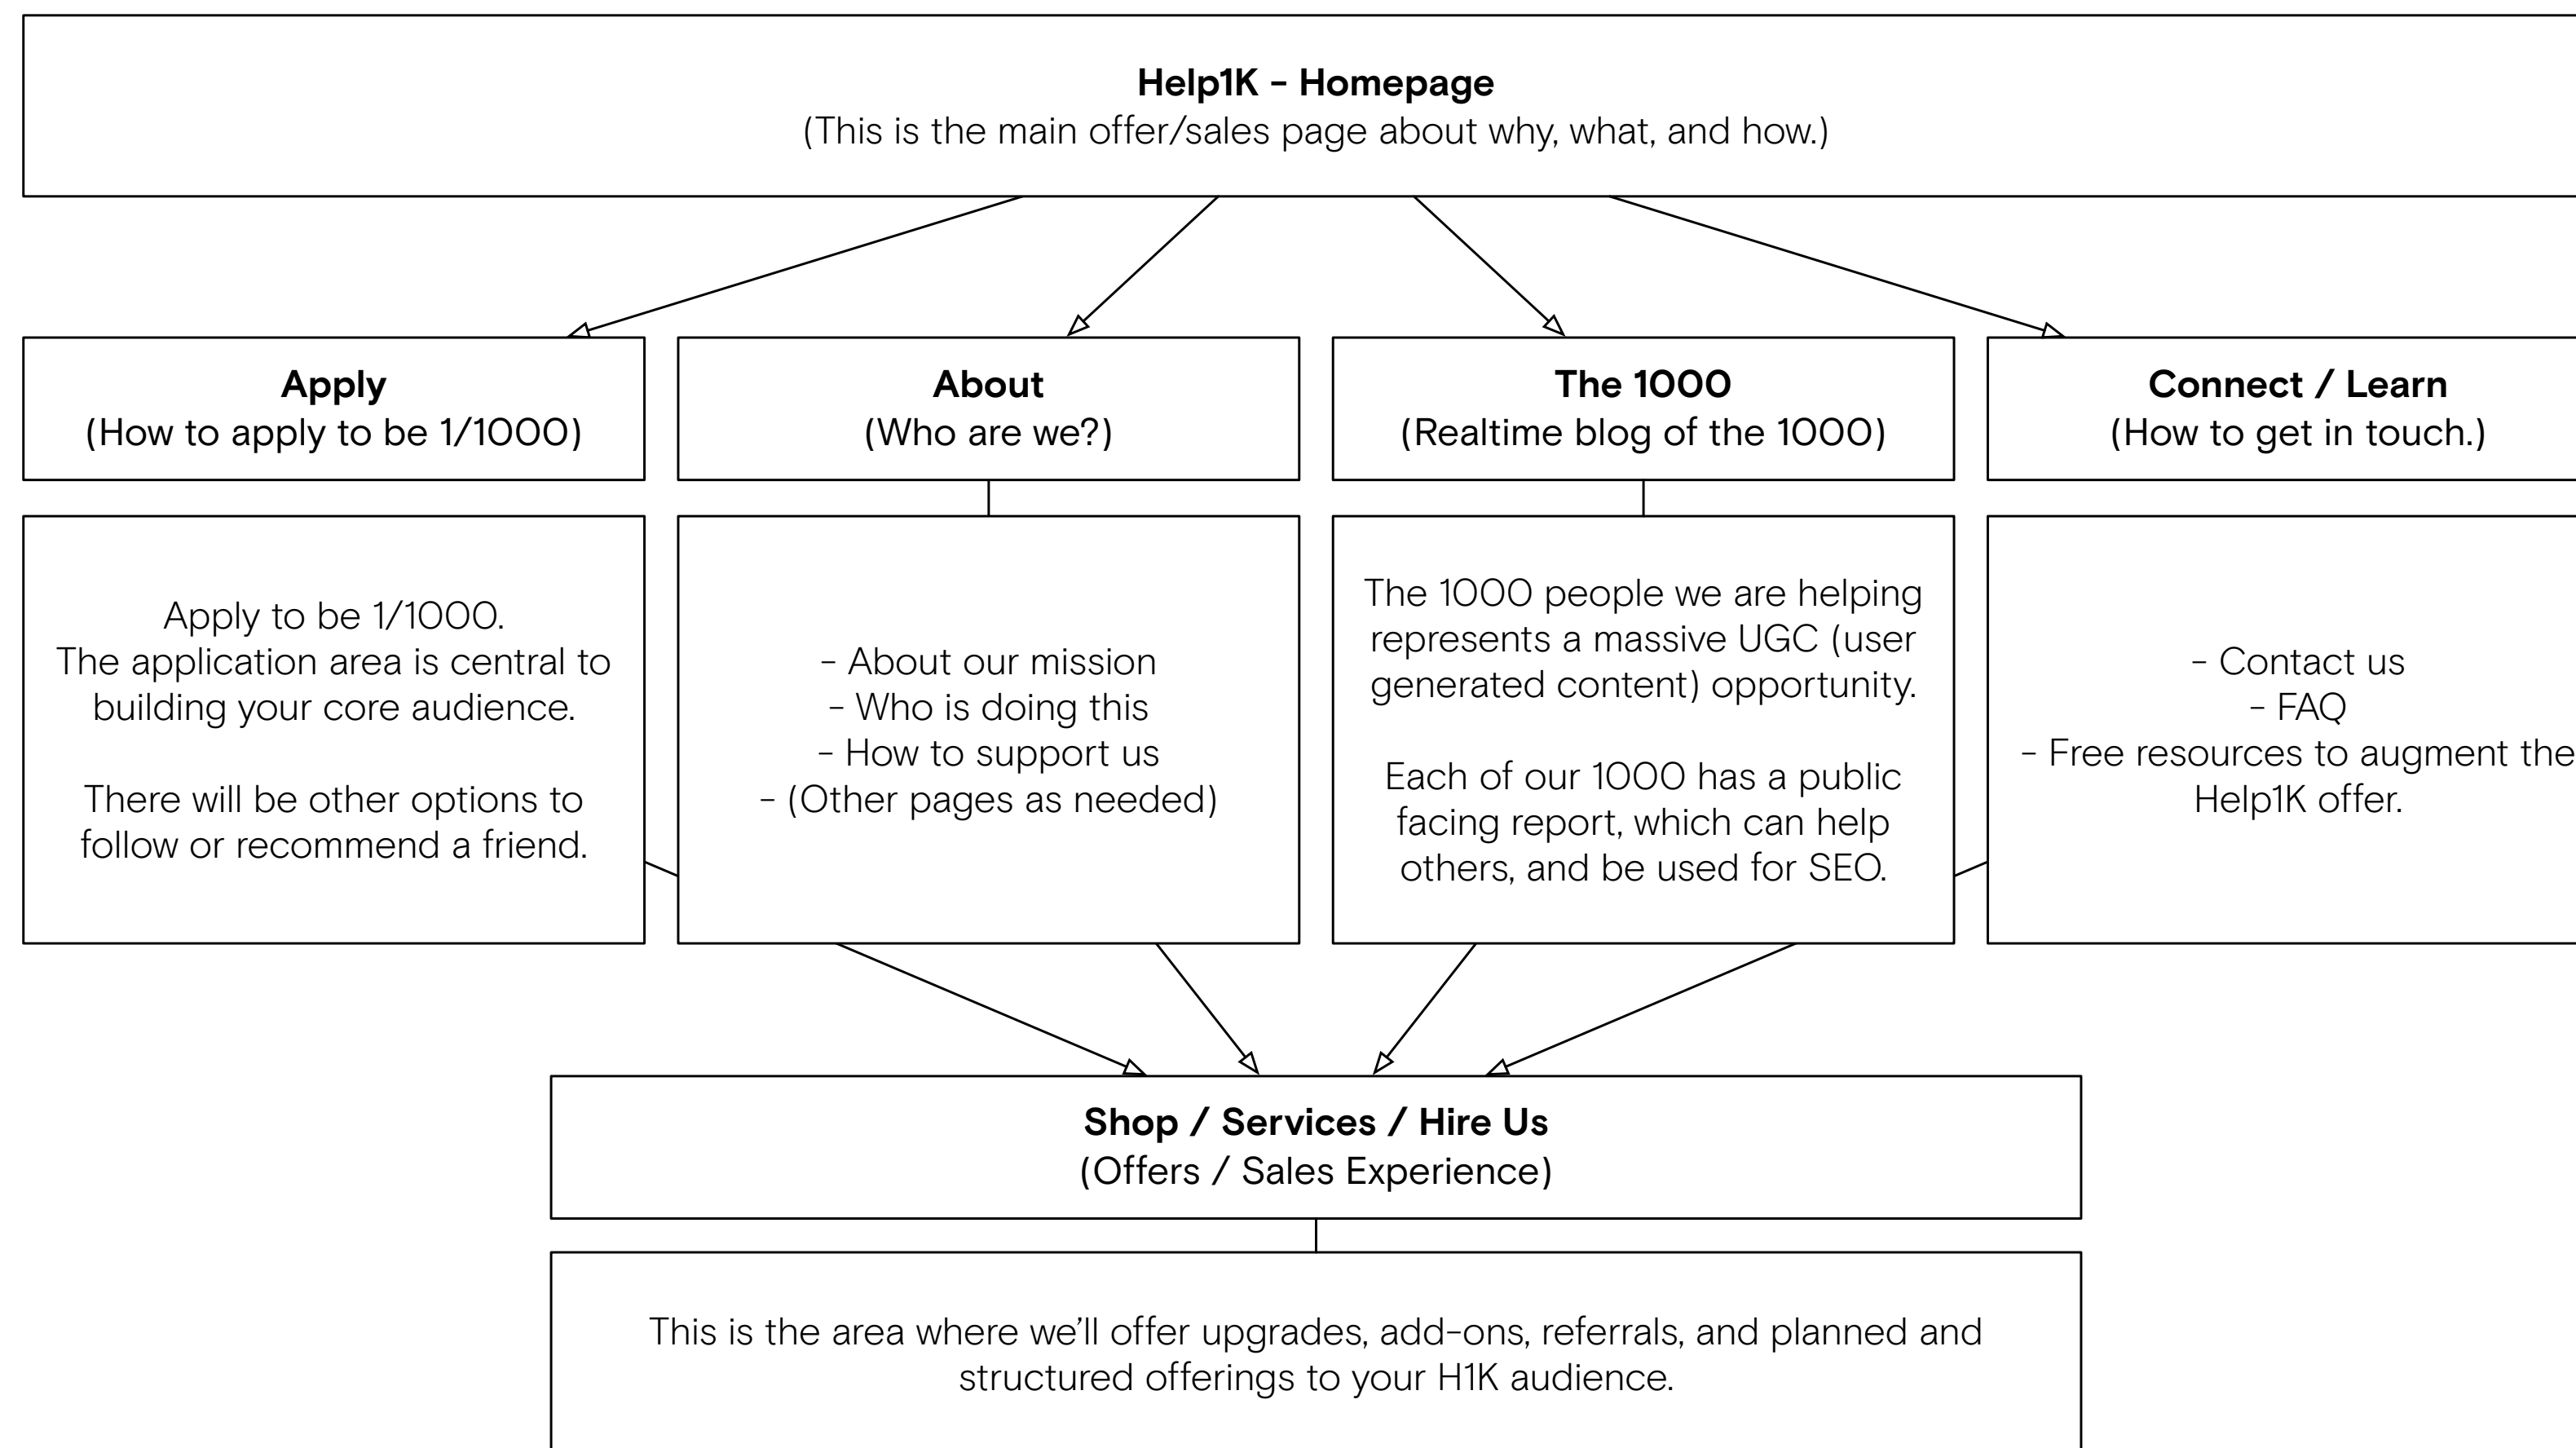 Help1K - Homepage
(This is the main offer/sales page about why, what, and how.)
Apply
(How to apply to be 1/1000)
About
(Who are we?)
The 1000
(Realtime blog of the 1000)
Connect / Learn
(How to get in touch.)
Apply to be 1/1000.
The application area is central to
building your core audience.
There will be other options to
follow or recommend a friend.
- About our mission
- Who is doing this
- How to support us
- (Other pages as needed)
The 1000 people we are helping
represents a massive UGC (user
generated content) opportunity.
Each of our 1000 has a public
facing report, which can help
others, and be used for SEO.
- Contact us
- FAQ
- Free resources to augment the
Help1K offer.
Shop / Services / Hire Us
(Offers / Sales Experience)
This is the area where we’ll offer upgrades, add-ons, referrals, and planned and
structured offerings to your H1K audience.